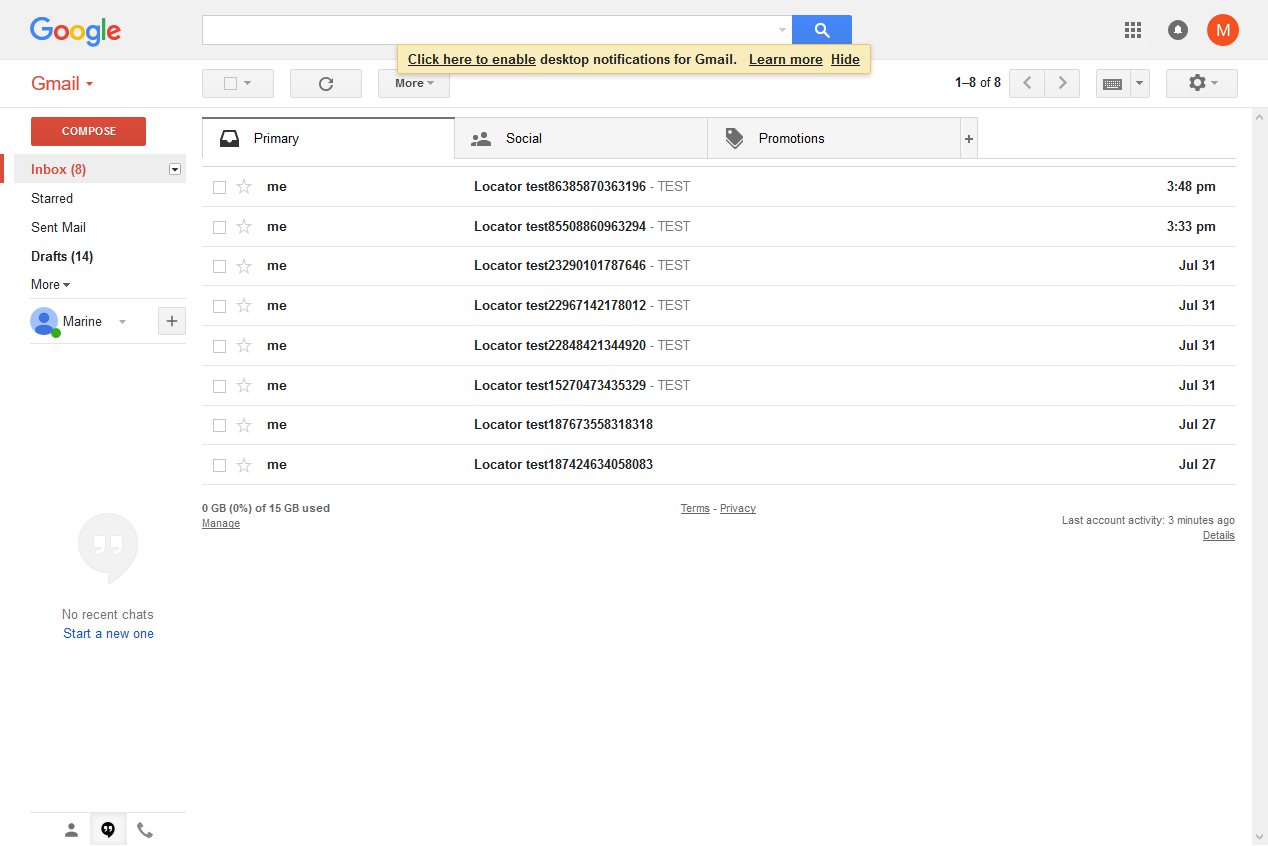 Google
M
Click here to enable desktop notifications for Gmail. Learn more Hide
Gmail
More
1–8 of 8
COMPOSE
Primary
Social
Promotions
+
Inbox (8)
Starred
Sent Mail
Drafts (14)
More
Marine
+
me Locator test86385870363196 - TEST 3:48 pm
me Locator test85508860963294 - TEST 3:33 pm
me Locator test23290101787646 - TEST Jul 31
me Locator test22967142178012 - TEST Jul 31
me Locator test22848421344920 - TEST Jul 31
me Locator test15270473435329 - TEST Jul 31
me Locator test187673558318318 Jul 27
me Locator test187424634058083 Jul 27
0 GB (0%) of 15 GB used
Manage
Terms - Privacy
Last account activity: 3 minutes ago
Details
No recent chats
Start a new one